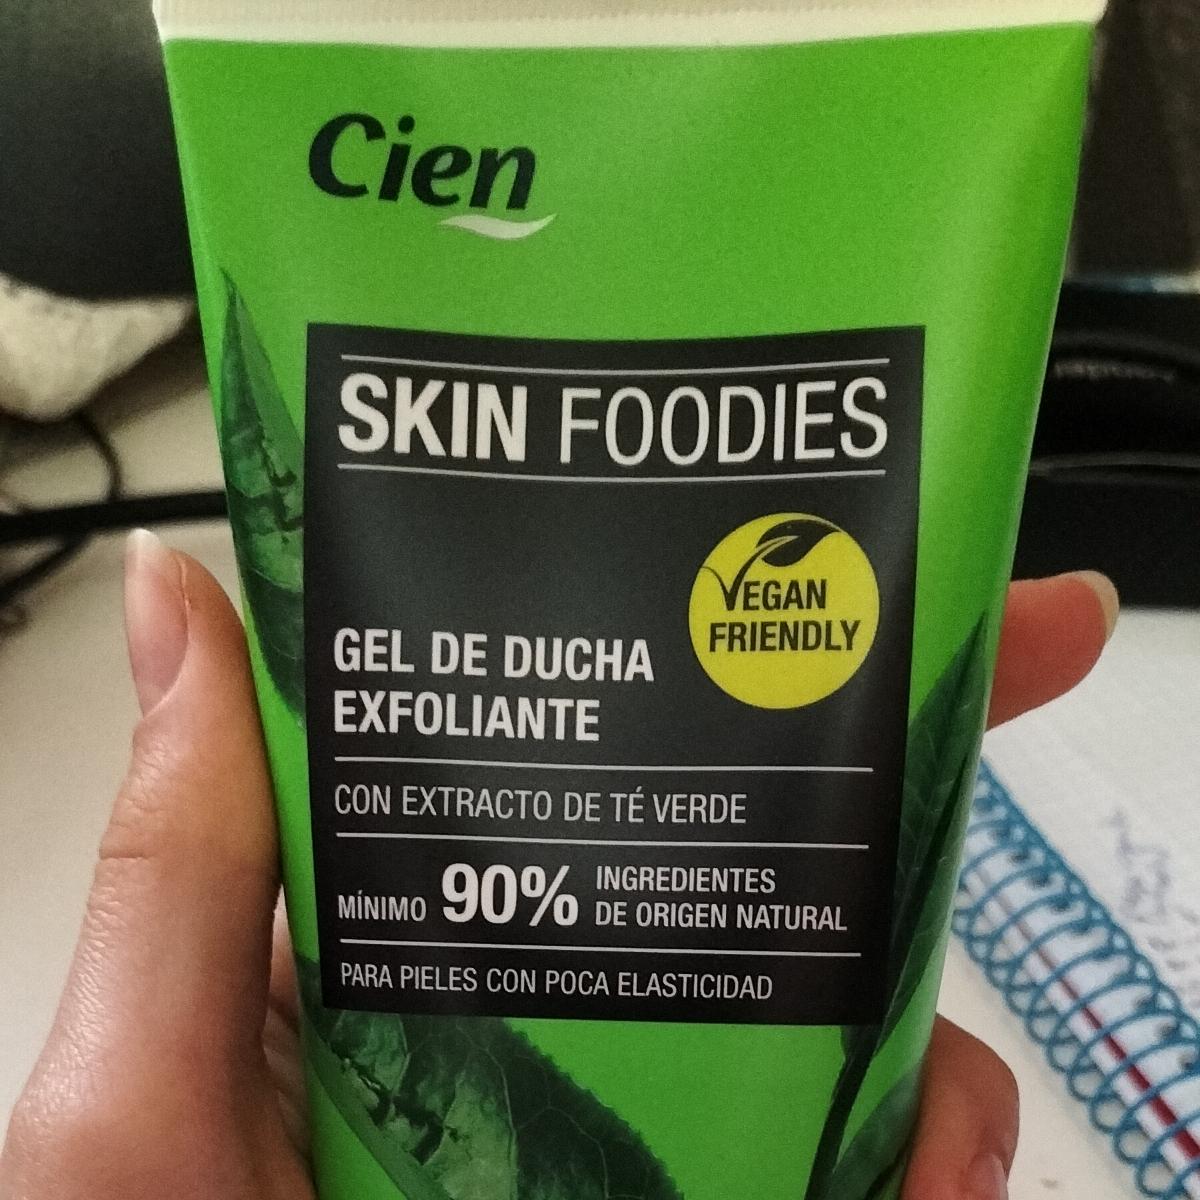 Cien
SKIN FOODIES
VEGAN
FRIENDLY
GEL DE DUCHA
EXFOLIANTE
CON EXTRACTO DE TÉ VERDE
MÍNIMO 90% INGREDIENTES
DE ORIGEN NATURAL
PARA PIELES CON POCA ELASTICIDAD